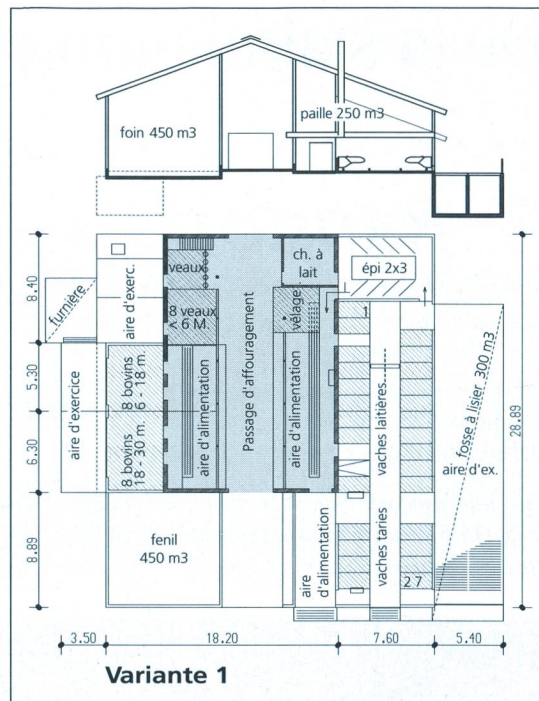 foin 450 m3
paille 250 m3
8.40
5.30
6.30
8.89
fumière
aire d'exerc.
veaux
8 veaux
< 6 M.
ch. à
lait
épi 2x3
vêlage
1
aire d'exercice
8 bovins
6 - 18 m.
8 bovins
18 - 30 m.
aire d'alimentation
Passage d'affouragement
aire d'alimentation
vaches laitières
fosse à lisier 300 m3
aire d'ex.
28.89
fenil
450 m3
aire
d'alimentation
vaches taries
27
3.50
18.20
7.60
5.40
Variante 1